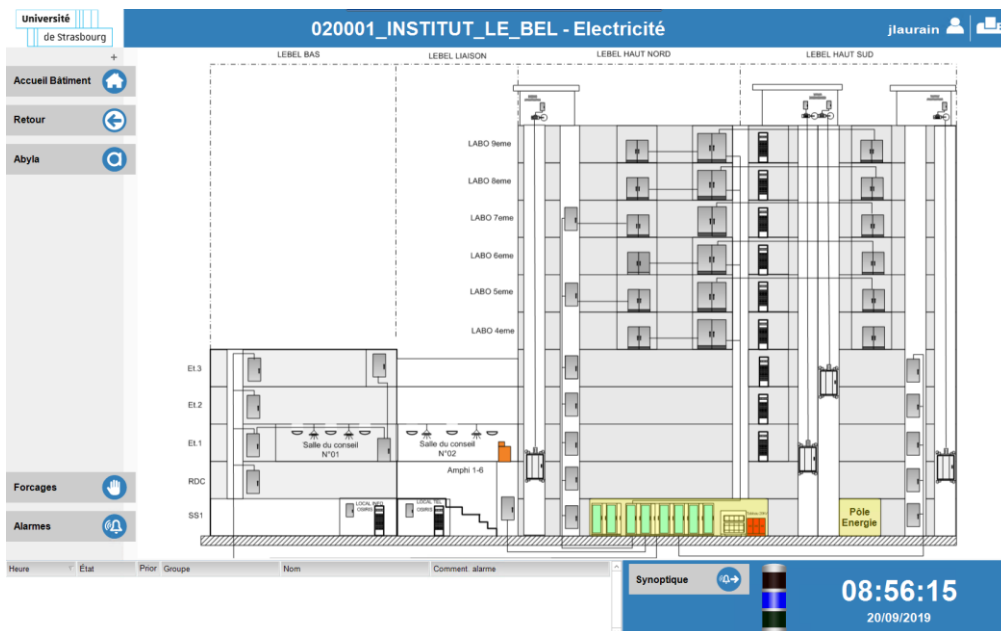 Université
de Strasbourg
020001_INSTITUT_LE_BEL - Electricité
jlaurain
+
Accueil Bâtiment
Retour
Abyla
Forcages
Alarmes
LEBEL BAS
LEBEL LIAISON
LEBEL HAUT NORD
LEBEL HAUT SUD
LABO 9eme
LABO 8eme
LABO 7eme
LABO 6eme
LABO 5eme
LABO 4eme
Et.3
Et.2
Et.1
Salle du conseil
N°01
Salle du conseil
N°02
Amphi 1-6
RDC
SS1
LOCAL INFO
OSIRIS
LOCAL TEL
OSIRIS
Pôle
Energie
Heure
État
Prior
Groupe
Nom
Comment. alarme
Synoptique
08:56:15
20/09/2019